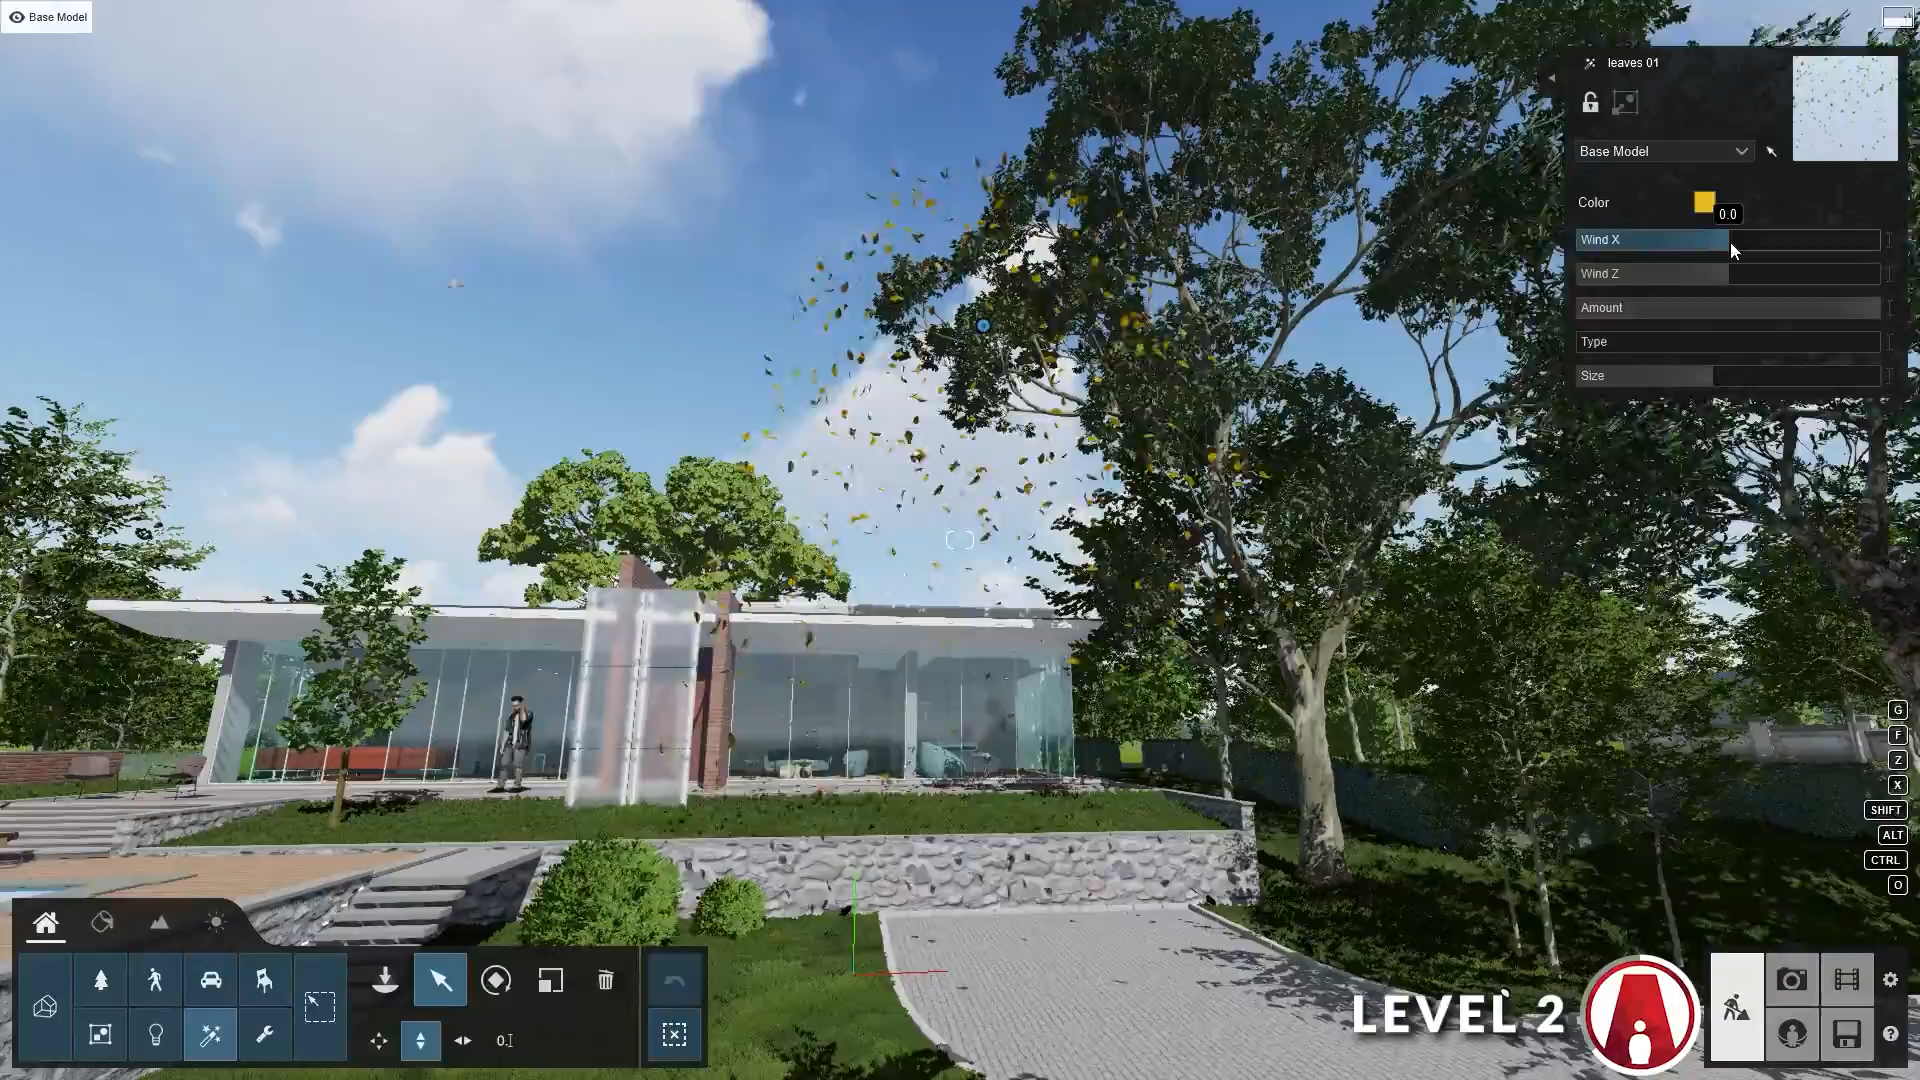 Base Model
leaves 01
Base Model
Color
0.0
Wind X
Wind Z
Amount
Type
Size
G
F
Z
X
SHIFT
ALT
CTRL
O
0.
LEVEL 2
?